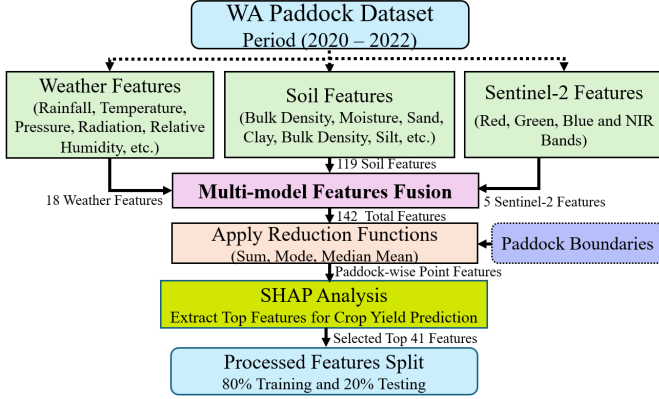 WA Paddock Dataset
Period (2020 – 2022)
Weather Features
(Rainfall, Temperature,
Pressure, Radiation, Relative
Humidity, etc.)
Soil Features
(Bulk Density, Moisture, Sand,
Clay, Bulk Density, Silt, etc.)
Sentinel-2 Features
(Red, Green, Blue and NIR
Bands)
18 Weather Features
119 Soil Features
5 Sentinel-2 Features
Multi-model Features Fusion
142 Total Features
Apply Reduction Functions
(Sum, Mode, Median Mean)
Paddock Boundaries
Paddock-wise Point Features
SHAP Analysis
Extract Top Features for Crop Yield Prediction
Selected Top 41 Features
Processed Features Split
80% Training and 20% Testing